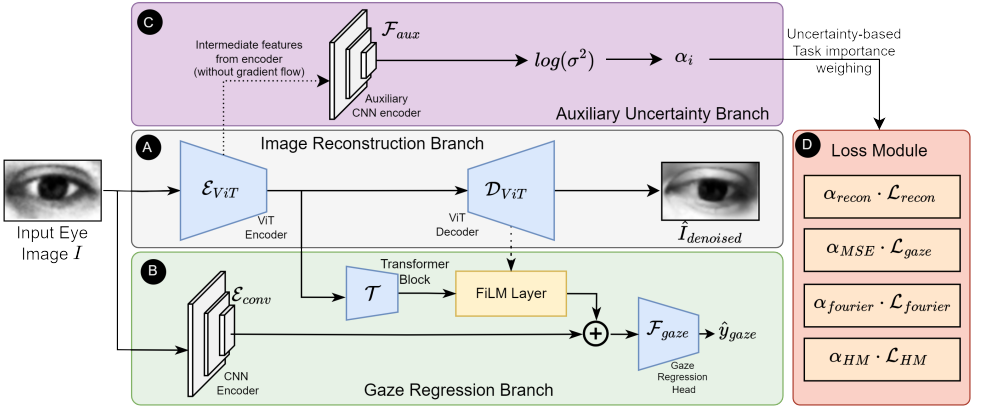 C
Intermediate features
from encoder
(without gradient flow)
𝓕_aux
Auxiliary
CNN encoder
log(σ²)
α_i
Auxiliary Uncertainty Branch
Uncertainty-based
Task importance
weighing
A
Image Reconstruction Branch
𝓔_ViT
ViT
Encoder
𝓓_ViT
ViT
Decoder
Î_denoised
Input Eye
Image I
B
𝓔_conv
CNN
Encoder
Transformer
Block
𝓣
FiLM Layer
+
𝓕_gaze
Gaze
Regression
Head
ŷ_gaze
Gaze Regression Branch
D
Loss Module
α_recon · 𝓛_recon
α_MSE · 𝓛_gaze
α_fourier · 𝓛_fourier
α_HM · 𝓛_HM